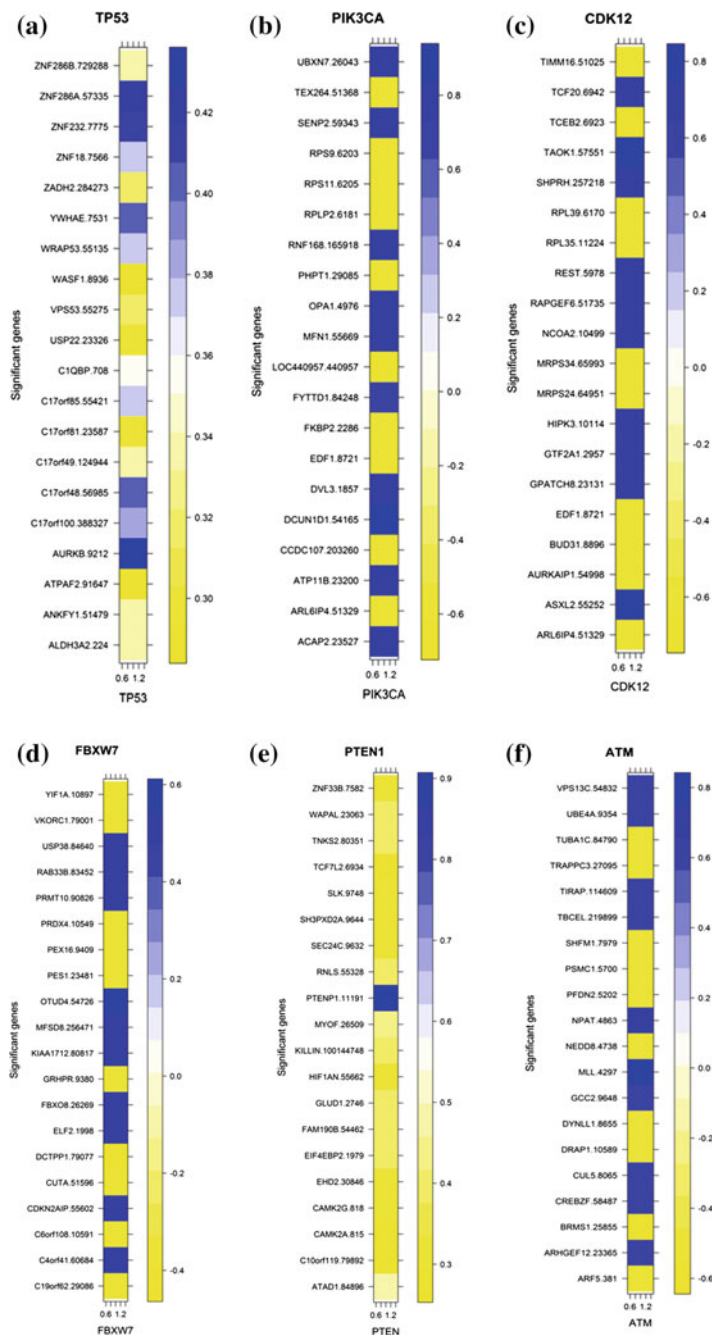 (a) TP53
Significant genes
ZNF286B.729288
ZNF286A.57335
ZNF232.7775
ZNF18.7566
ZADH2.284273
YWHAE.7531
WRAP53.55135
WASF1.8936
VPS53.55275
USP22.23326
C1QBP.708
C17orf85.55421
C17orf81.23587
C17orf49.124944
C17orf48.56985
C17orf100.388327
AURKB.9212
ATPAF2.91647
ANKFY1.51479
ALDH3A2.224
0.6 1.2
TP53
0.42
0.40
0.38
0.36
0.34
0.32
0.30
(b) PIK3CA
Significant genes
UBXN7.26043
TEX264.51368
SENP2.59343
RPS9.6203
RPS11.6205
RPLP2.6181
RNF168.165918
PHPT1.29085
OPA1.4976
MFN1.55669
LOC440957.440957
FYTTD1.84248
FKBP2.2286
EDF1.8721
DVL3.1857
DCUN1D1.54165
CCDC107.203260
ATP11B.23200
ARL6IP4.51329
ACAP2.23527
0.6 1.2
PIK3CA
0.8
0.6
0.4
0.2
0.0
-0.2
-0.4
-0.6
(c) CDK12
Significant genes
TIMM16.51025
TCF20.6942
TCEB2.6923
TAOK1.57551
SHPRH.257218
RPL39.6170
RPL35.11224
REST.5978
RAPGEF6.51735
NCOA2.10499
MRPS34.65993
MRPS24.64951
HIPK3.10114
GTF2A1.2957
GPATCH8.23131
EDF1.8721
BUD31.8896
AURKAIP1.54998
ASXL2.55252
ARL6IP4.51329
0.6 1.2
CDK12
0.8
0.6
0.4
0.2
0.0
-0.2
-0.4
-0.6
(d) FBXW7
Significant genes
YIF1A.10897
VKORC1.79001
USP38.84640
RAB33B.83452
PRMT10.90826
PRDX4.10549
PEX16.9409
PES1.23481
OTUD4.54726
MFSD8.256471
KIAA1712.80817
GRHPR.9380
FBXO8.26269
ELF2.1998
DCTPP1.79077
CUTA.51596
CDKN2AIP.55602
C6orf108.10591
C4orf41.60684
C19orf62.29086
0.6 1.2
FBXW7
0.6
0.4
0.2
0.0
-0.2
-0.4
(e) PTEN1
Significant genes
ZNF33B.7582
WAPAL.23063
TNKS2.80351
TCF7L2.6934
SLK.9748
SH3PXD2A.9644
SEC24C.9632
RNLS.55328
PTENP1.11191
MYOF.26509
KILLIN.100144748
HIF1AN.55662
GLUD1.2746
FAM190B.54462
EIF4EBP2.1979
EHD2.30846
CAMK2G.818
CAMK2A.815
C10orf119.79892
ATAD1.84896
0.6 1.2
PTEN
0.9
0.8
0.7
0.6
0.5
0.4
0.3
(f) ATM
Significant genes
VPS13C.54832
UBE4A.9354
TUBA1C.84790
TRAPPC3.27095
TIRAP.114609
TBCEL.219899
SHFM1.7979
PSMC1.5700
PFDN2.5202
NPAT.4863
NEDD8.4738
MLL.4297
GCC2.9648
DYNLL1.8655
DRAP1.10589
CUL5.8065
CREBZF.58487
BRMS1.25855
ARHGEF12.23365
ARF5.381
0.6 1.2
ATM
0.8
0.6
0.4
0.2
0.0
-0.2
-0.4
-0.6